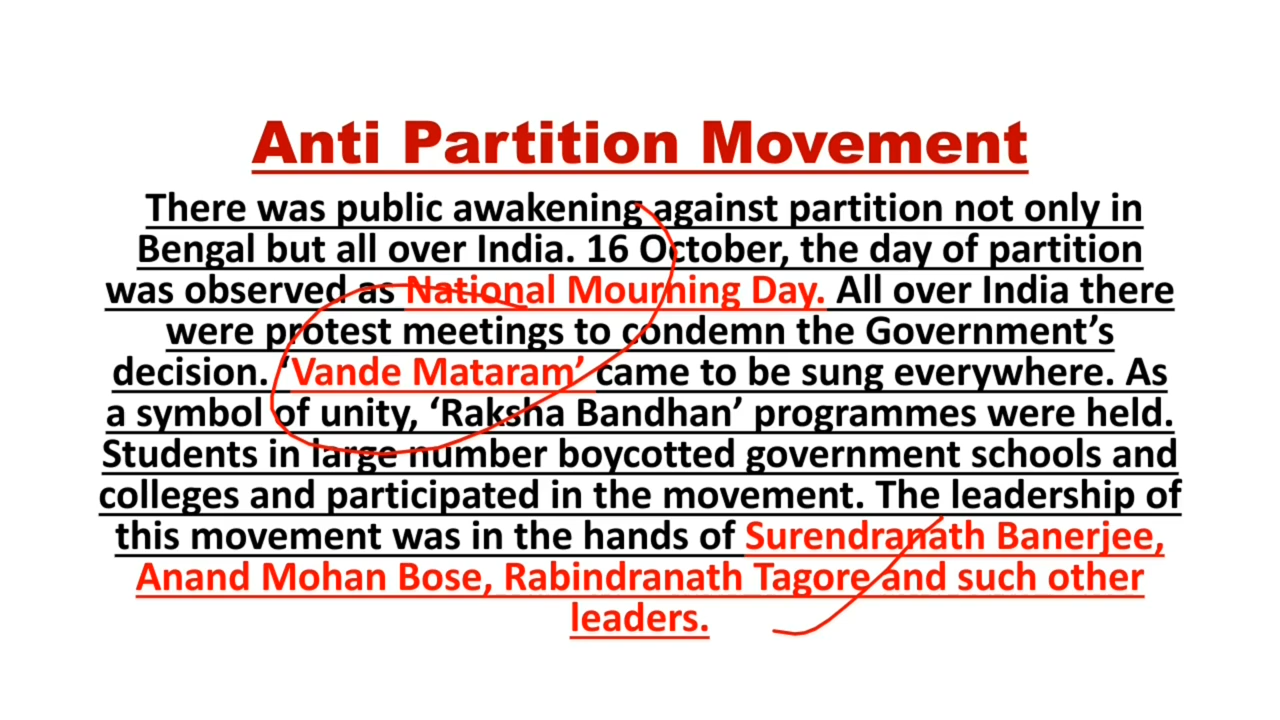 Anti Partition Movement
There was public awakening against partition not only in
Bengal but all over India. 16 October, the day of partition
was observed as National Mourning Day. All over India there
were protest meetings to condemn the Government’s
decision. ‘Vande Mataram’ came to be sung everywhere. As
a symbol of unity, ‘Raksha Bandhan’ programmes were held.
Students in large number boycotted government schools and
colleges and participated in the movement. The leadership of
this movement was in the hands of Surendranath Banerjee,
Anand Mohan Bose, Rabindranath Tagore and such other
leaders.